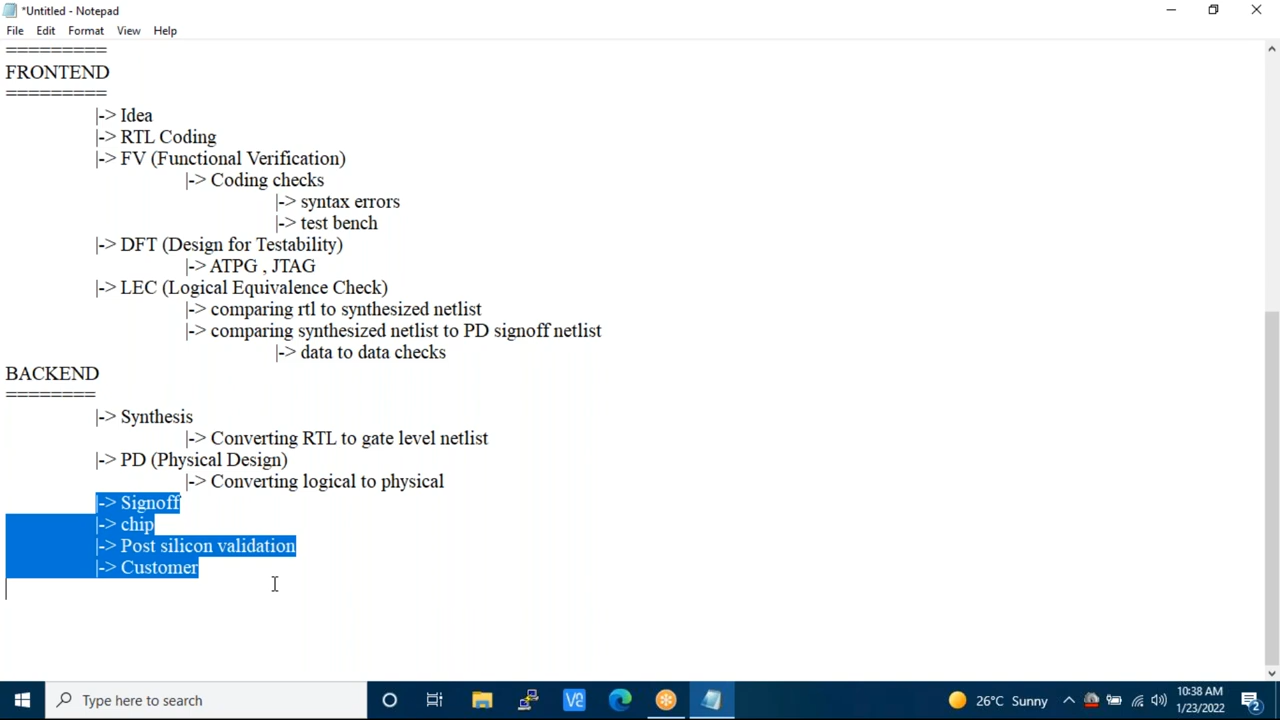 *Untitled - Notepad
File Edit Format View Help
=========
FRONTEND
=========
|-> Idea
|-> RTL Coding
|-> FV (Functional Verification)
|-> Coding checks
|-> syntax errors
|-> test bench
|-> DFT (Design for Testability)
|-> ATPG , JTAG
|-> LEC (Logical Equivalence Check)
|-> comparing rtl to synthesized netlist
|-> comparing synthesized netlist to PD signoff netlist
|-> data to data checks
BACKEND
========
|-> Synthesis
|-> Converting RTL to gate level netlist
|-> PD (Physical Design)
|-> Converting logical to physical
|-> Signoff
|-> chip
|-> Post silicon validation
|-> Customer
Type here to search
26°C Sunny
10:38 AM
1/23/2022
2